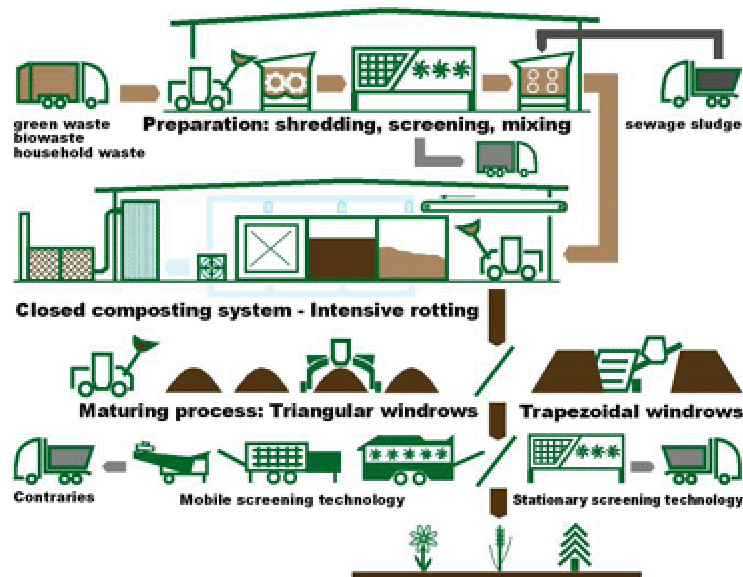 green waste
biowaste
household waste
Preparation: shredding, screening, mixing
sewage sludge
Closed composting system - Intensive rotting
Maturing process: Triangular windrows
Trapezoidal windrows
Contraries
Mobile screening technology
Stationary screening technology